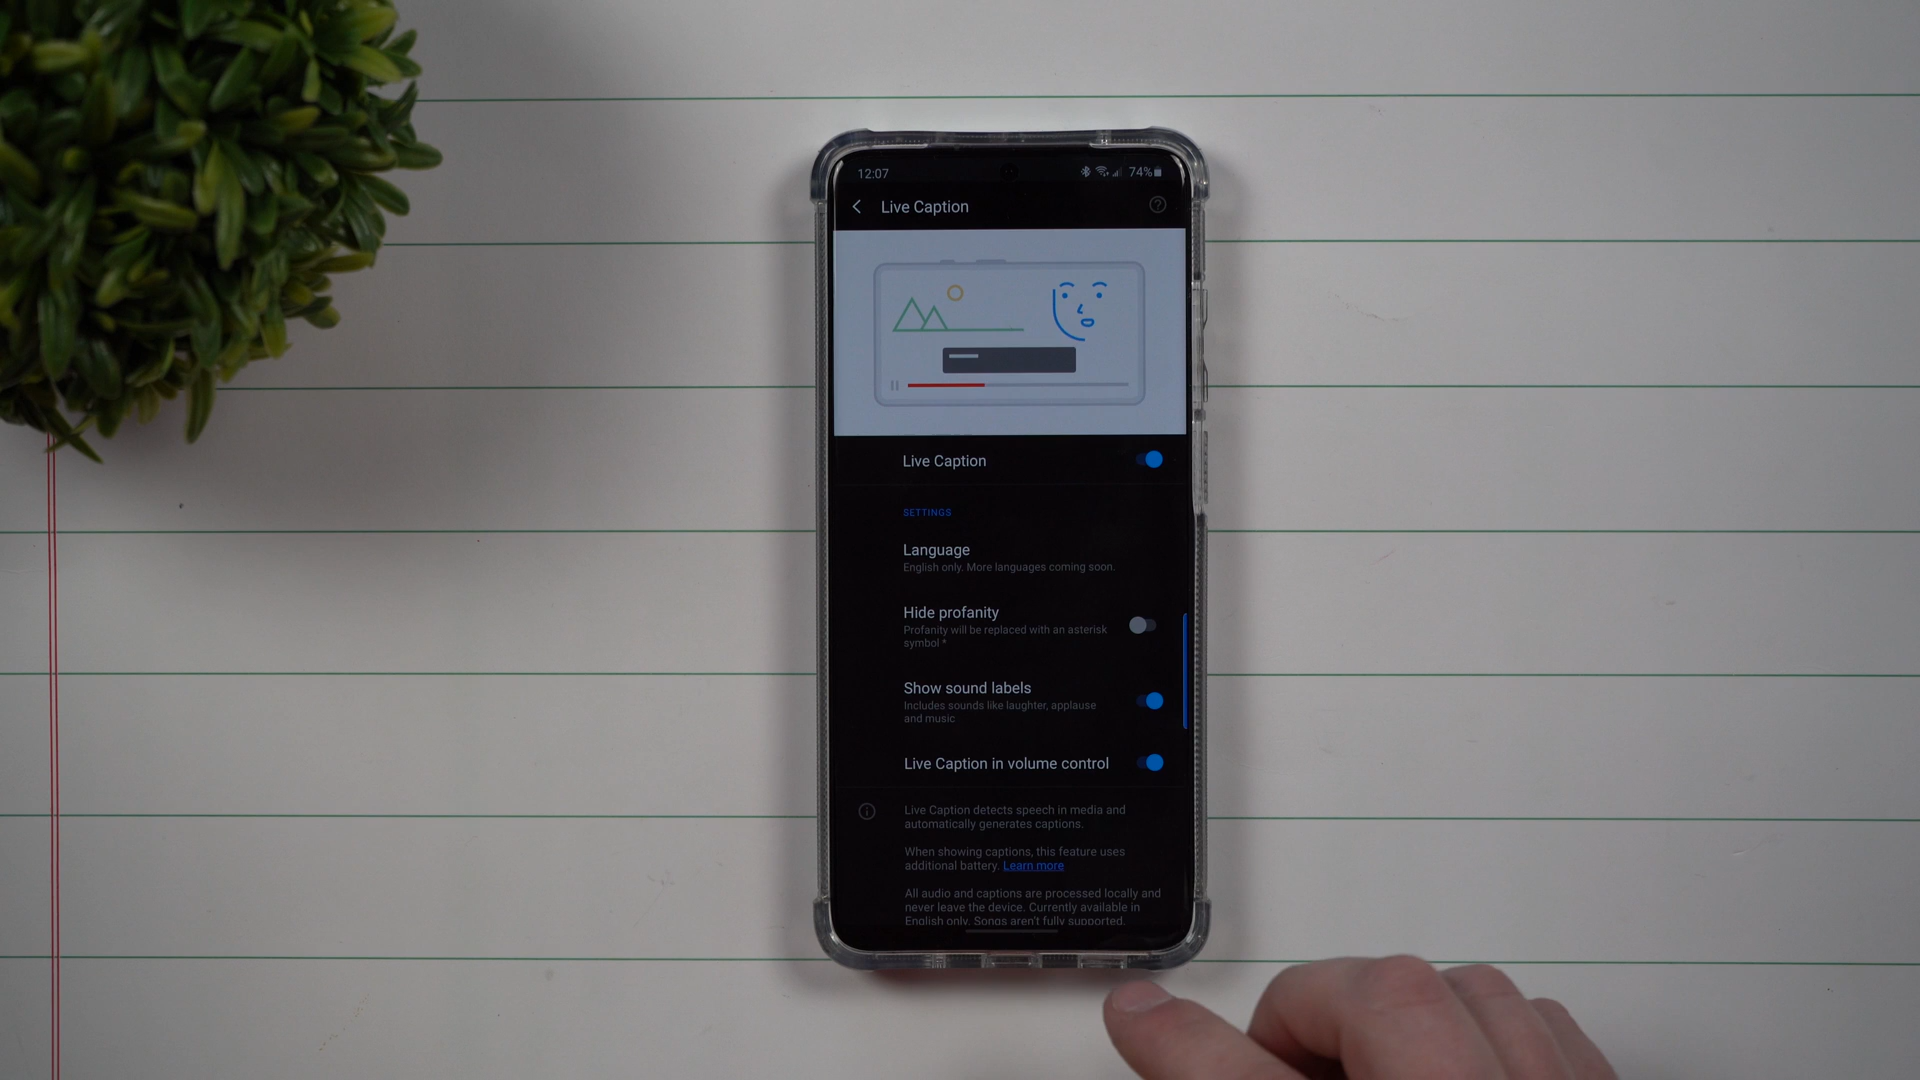 12:07
74%
Live Caption
Live Caption
SETTINGS
Language
English only. More languages coming soon.
Hide profanity
Profanity will be replaced with an asterisk
symbol *
Show sound labels
Includes sounds like laughter, applause
and music
Live Caption in volume control
Live Caption detects speech in media and
automatically generates captions.
When showing captions, this feature uses
additional battery. Learn more
All audio and captions are processed locally and
never leave the device. Currently available in
English only. Songs aren't fully supported.